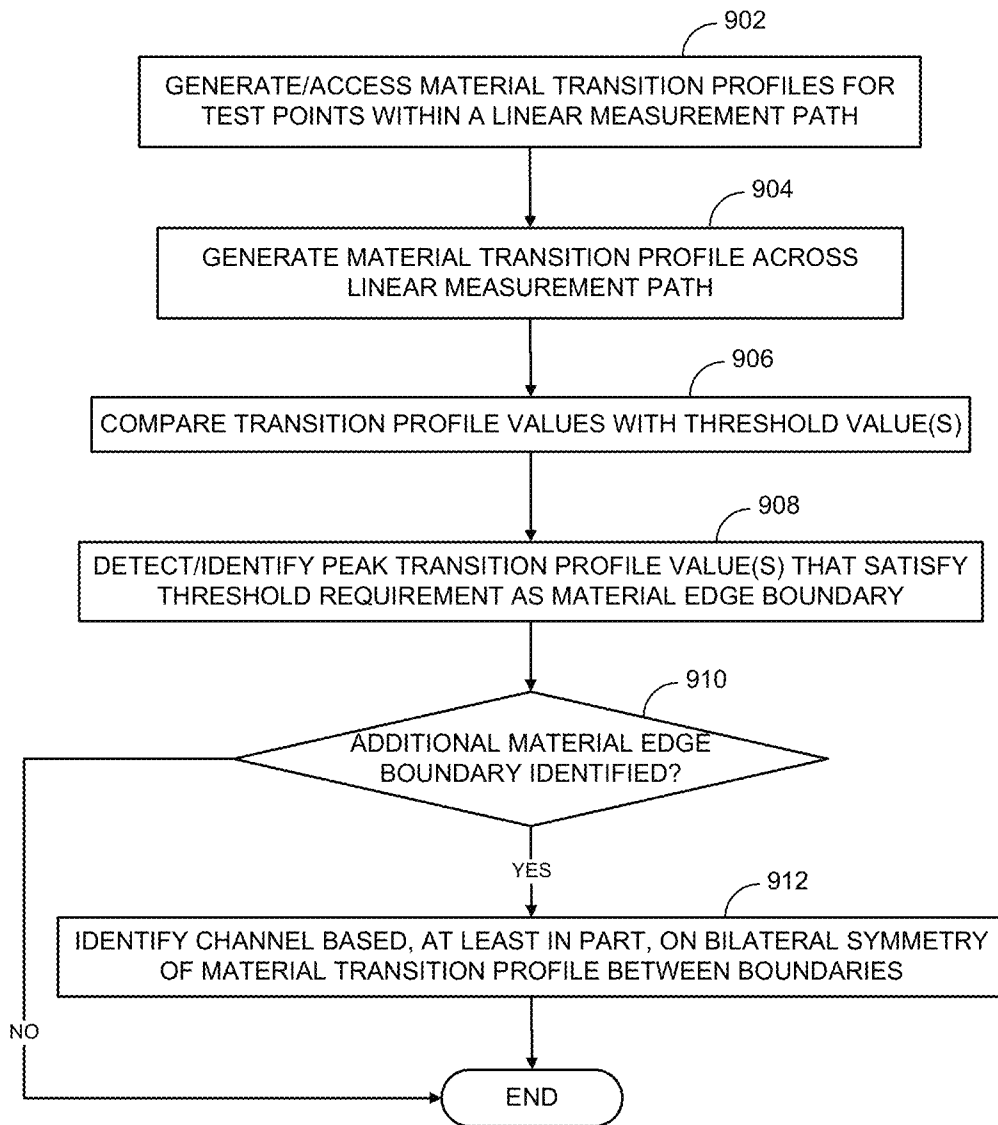 902
GENERATE/ACCESS MATERIAL TRANSITION PROFILES FOR
TEST POINTS WITHIN A LINEAR MEASUREMENT PATH
904
GENERATE MATERIAL TRANSITION PROFILE ACROSS
LINEAR MEASUREMENT PATH
906
COMPARE TRANSITION PROFILE VALUES WITH THRESHOLD VALUE(S)
908
DETECT/IDENTIFY PEAK TRANSITION PROFILE VALUE(S) THAT SATISFY
THRESHOLD REQUIREMENT AS MATERIAL EDGE BOUNDARY
910
ADDITIONAL MATERIAL EDGE
BOUNDARY IDENTIFIED?
YES
912
IDENTIFY CHANNEL BASED, AT LEAST IN PART, ON BILATERAL SYMMETRY
OF MATERIAL TRANSITION PROFILE BETWEEN BOUNDARIES
NO
END